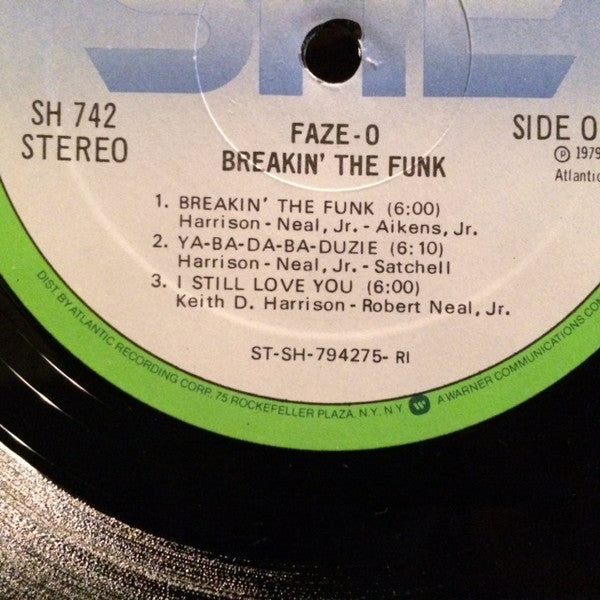 SH 742
STEREO
FAZE-O
BREAKIN' THE FUNK
SIDE O
℗ 1979
Atlantic
1. BREAKIN' THE FUNK (6:00)
Harrison - Neal, Jr. - Aikens, Jr.
2. YA-BA-DA-BA-DUZIE (6:10)
Harrison - Neal, Jr. - Satchell
3. I STILL LOVE YOU (6:00)
Keith D. Harrison - Robert Neal, Jr.
ST-SH-794275- RI
DIST BY ATLANTIC RECORDING CORP. 75 ROCKEFELLER PLAZA, N.Y. N.Y. W A WARNER COMMUNICATIONS